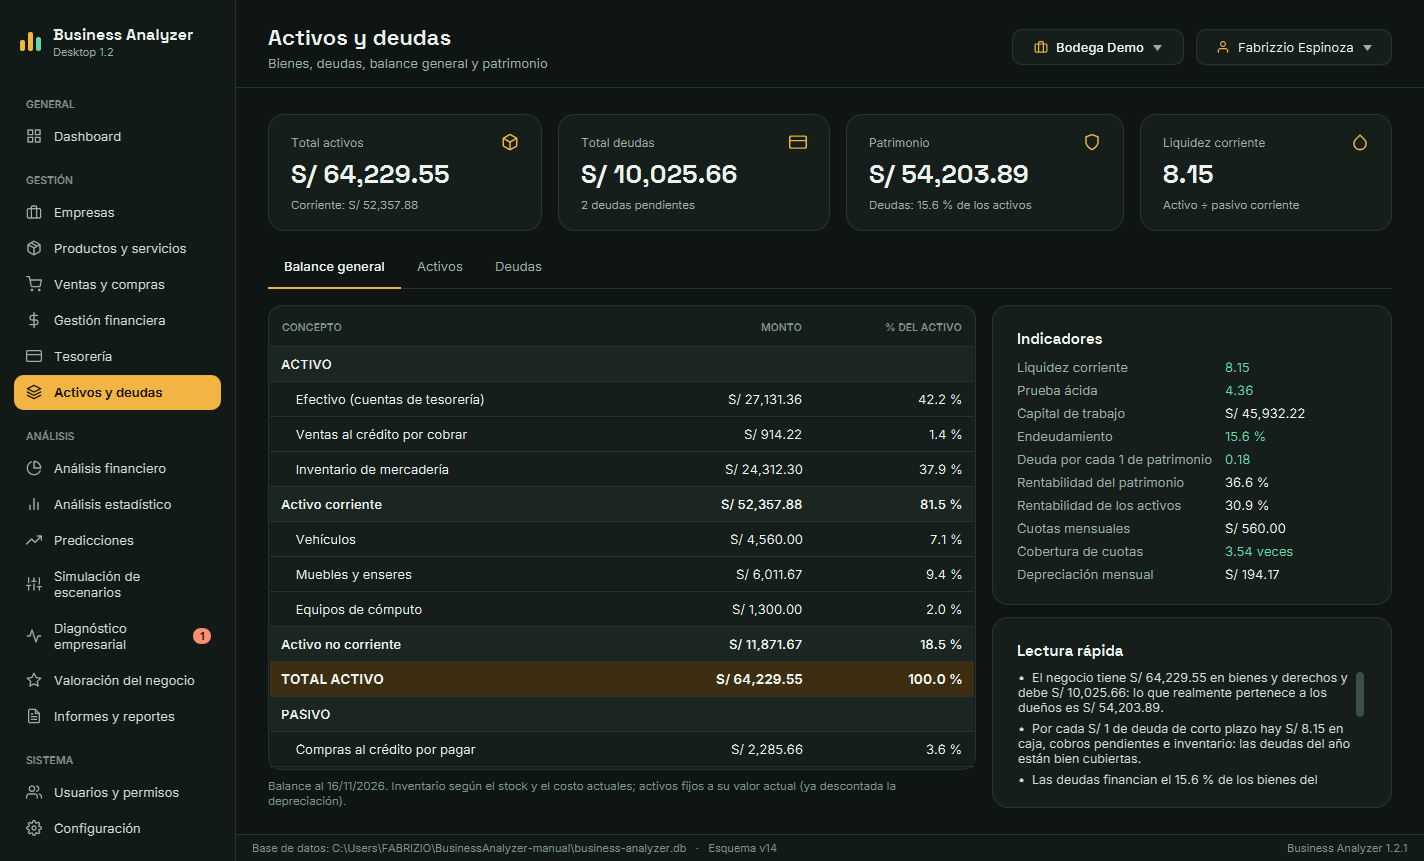 Business Analyzer
Desktop 1.2
GENERAL
Dashboard
GESTIÓN
Empresas
Productos y servicios
Ventas y compras
Gestión financiera
Tesorería
Activos y deudas
ANÁLISIS
Análisis financiero
Análisis estadístico
Predicciones
Simulación de
escenarios
Diagnóstico
empresarial
1
Valoración del negocio
Informes y reportes
SISTEMA
Usuarios y permisos
Configuración
Activos y deudas
Bienes, deudas, balance general y patrimonio
Bodega Demo
Fabrizzio Espinoza
Total activos
S/ 64,229.55
Corriente: S/ 52,357.88
Total deudas
S/ 10,025.66
2 deudas pendientes
Patrimonio
S/ 54,203.89
Deudas: 15.6 % de los activos
Liquidez corriente
8.15
Activo ÷ pasivo corriente
Balance general Activos Deudas
CONCEPTO MONTO % DEL ACTIVO
ACTIVO
Efectivo (cuentas de tesorería) S/ 27,131.36 42.2 %
Ventas al crédito por cobrar S/ 914.22 1.4 %
Inventario de mercadería S/ 24,312.30 37.9 %
Activo corriente S/ 52,357.88 81.5 %
Vehículos S/ 4,560.00 7.1 %
Muebles y enseres S/ 6,011.67 9.4 %
Equipos de cómputo S/ 1,300.00 2.0 %
Activo no corriente S/ 11,871.67 18.5 %
TOTAL ACTIVO S/ 64,229.55 100.0 %
PASIVO
Compras al crédito por pagar S/ 2,285.66 3.6 %
Balance al 16/11/2026. Inventario según el stock y el costo actuales; activos fijos a su valor actual (ya descontada la
depreciación).
Indicadores
Liquidez corriente 8.15
Prueba ácida 4.36
Capital de trabajo S/ 45,932.22
Endeudamiento 15.6 %
Deuda por cada 1 de patrimonio 0.18
Rentabilidad del patrimonio 36.6 %
Rentabilidad de los activos 30.9 %
Cuotas mensuales S/ 560.00
Cobertura de cuotas 3.54 veces
Depreciación mensual S/ 194.17
Lectura rápida
• El negocio tiene S/ 64,229.55 en bienes y derechos y
debe S/ 10,025.66: lo que realmente pertenece a los
dueños es S/ 54,203.89.
• Por cada S/ 1 de deuda de corto plazo hay S/ 8.15 en
caja, cobros pendientes e inventario: las deudas del año
están bien cubiertas.
• Las deudas financian el 15.6 % de los bienes del
Base de datos: C:\Users\FABRIZIO\BusinessAnalyzer-manual\business-analyzer.db · Esquema v14
Business Analyzer 1.2.1